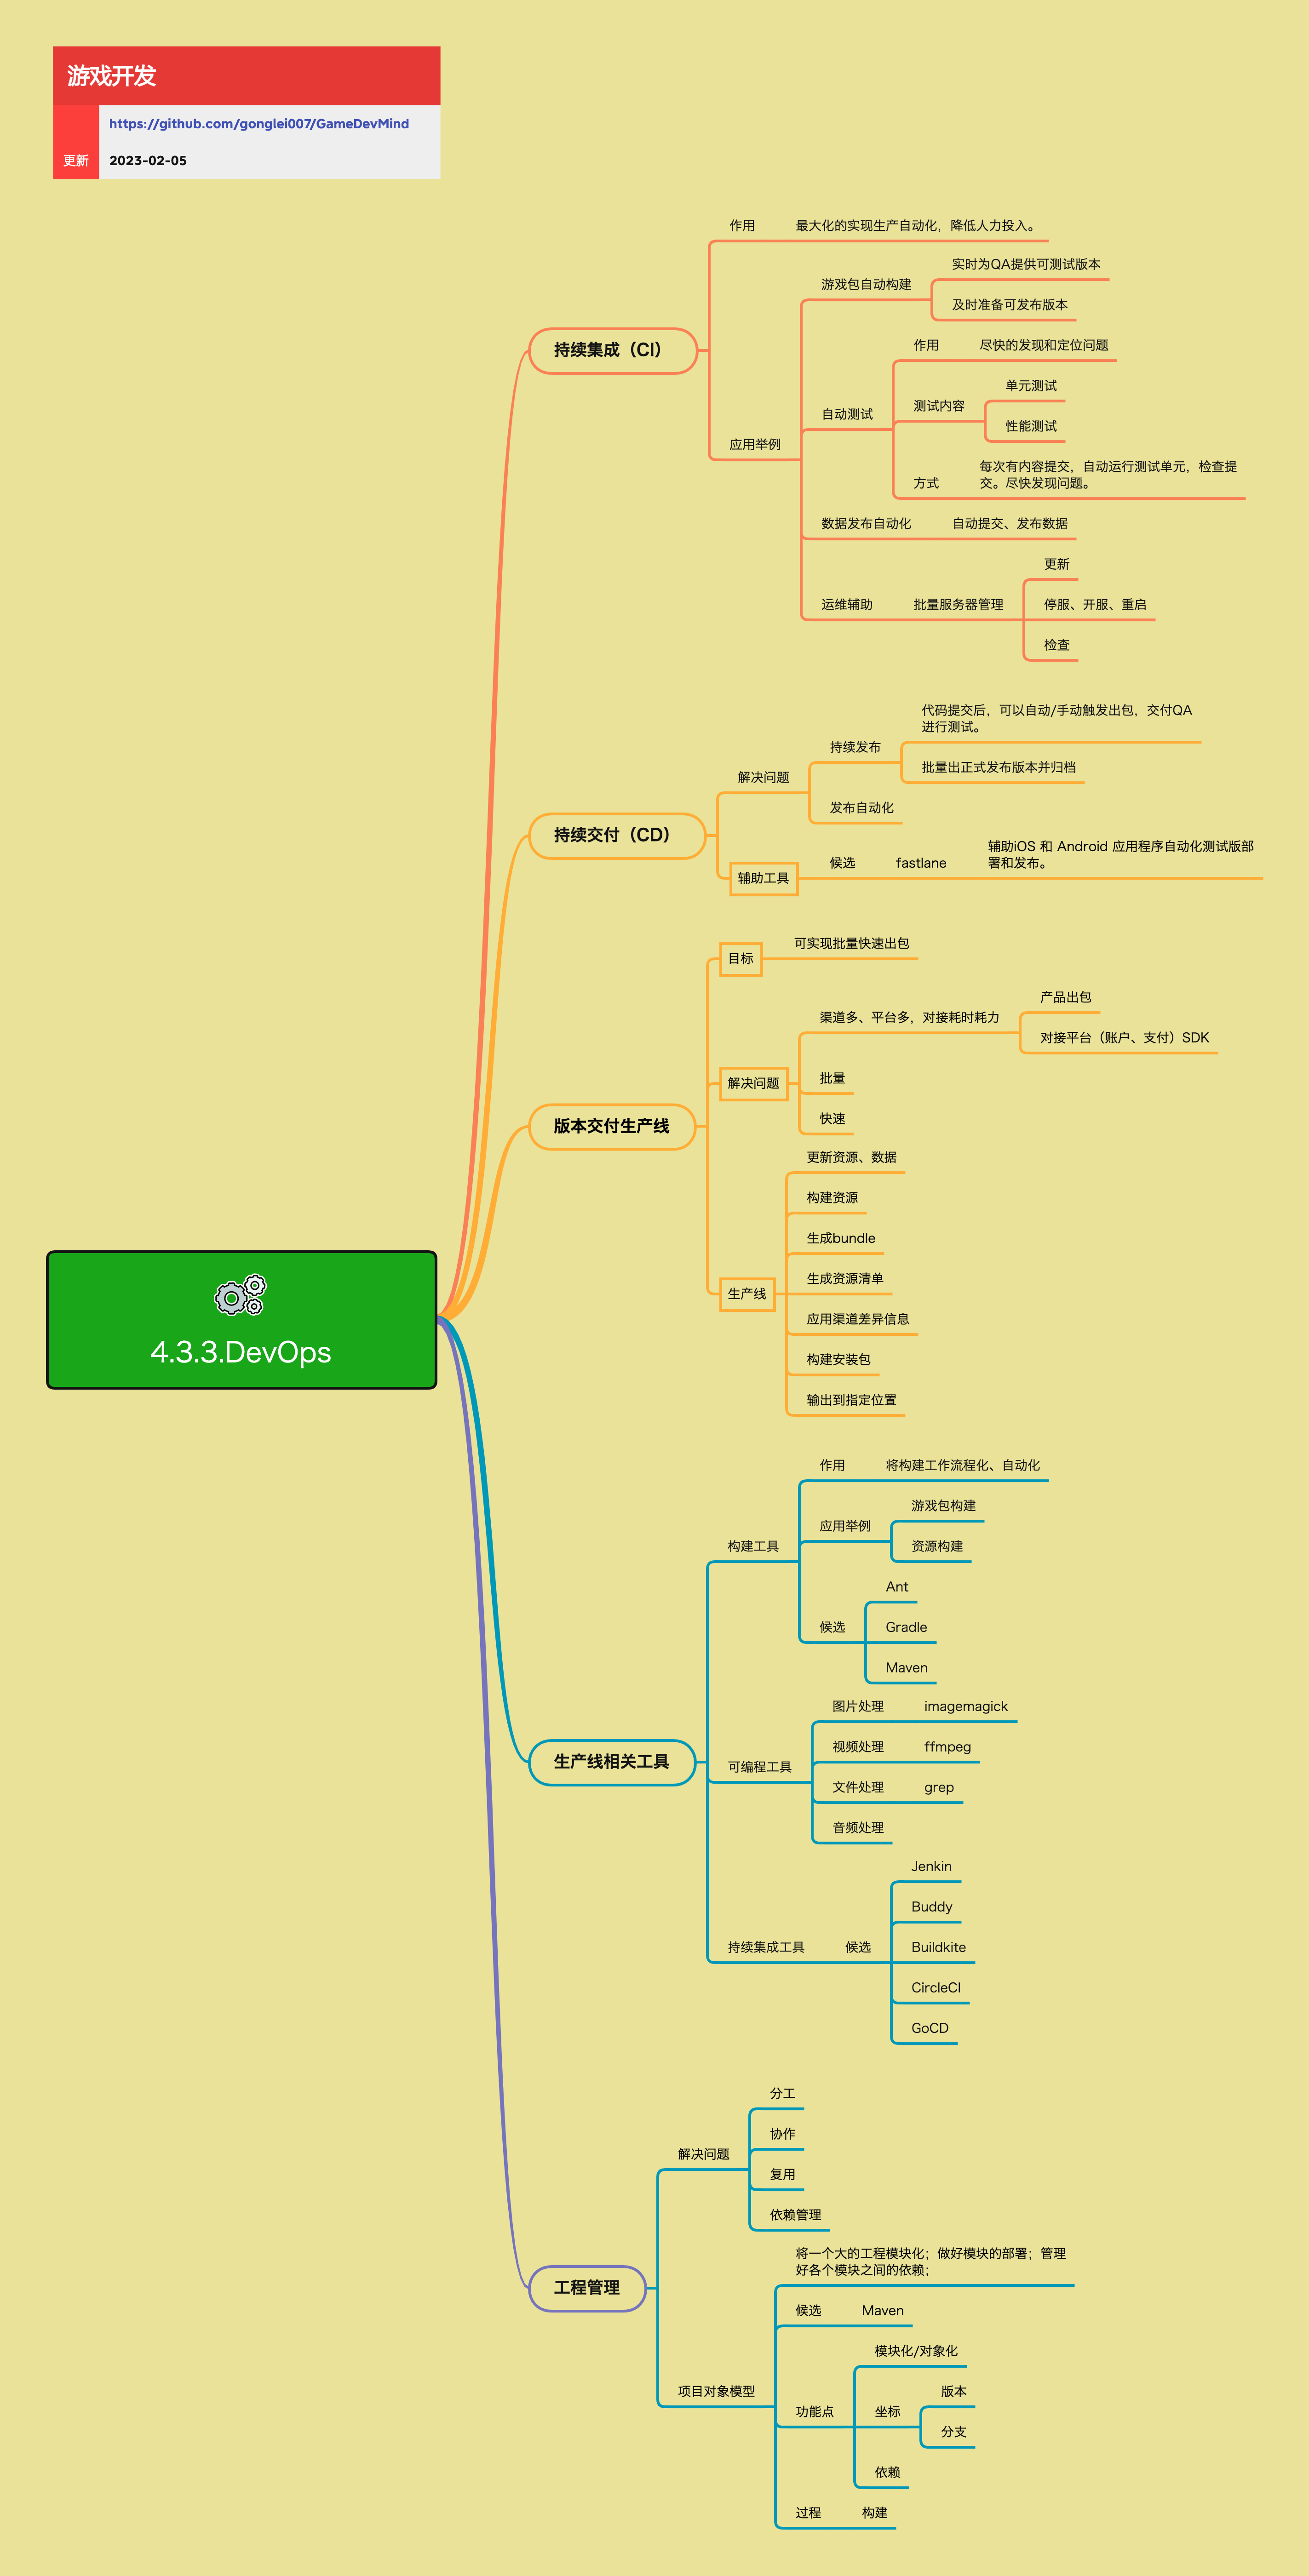 游戏开发
https://github.com/gonglei007/GameDevMind
更新
2023-02-05
4.3.3.DevOps
持续集成（CI）
作用
最大化的实现生产自动化，降低人力投入。
应用举例
游戏包自动构建
实时为QA提供可测试版本
及时准备可发布版本
自动测试
作用
尽快的发现和定位问题
测试内容
单元测试
性能测试
方式
每次有内容提交，自动运行测试单元，检查提
交。尽快发现问题。
数据发布自动化
自动提交、发布数据
运维辅助
批量服务器管理
更新
停服、开服、重启
检查
持续交付（CD）
解决问题
持续发布
代码提交后，可以自动/手动触发出包，交付QA
进行测试。
批量出正式发布版本并归档
发布自动化
辅助工具
候选
fastlane
辅助iOS 和 Android 应用程序自动化测试版部
署和发布。
版本交付生产线
目标
可实现批量快速出包
解决问题
渠道多、平台多，对接耗时耗力
产品出包
对接平台（账户、支付）SDK
批量
快速
生产线
更新资源、数据
构建资源
生成bundle
生成资源清单
应用渠道差异信息
构建安装包
输出到指定位置
生产线相关工具
构建工具
作用
将构建工作流程化、自动化
应用举例
游戏包构建
资源构建
候选
Ant
Gradle
Maven
可编程工具
图片处理
imagemagick
视频处理
ffmpeg
文件处理
grep
音频处理
持续集成工具
候选
Jenkin
Buddy
Buildkite
CircleCI
GoCD
工程管理
解决问题
分工
协作
复用
依赖管理
项目对象模型
将一个大的工程模块化；做好模块的部署；管理
好各个模块之间的依赖；
候选
Maven
功能点
模块化/对象化
坐标
版本
分支
依赖
过程
构建